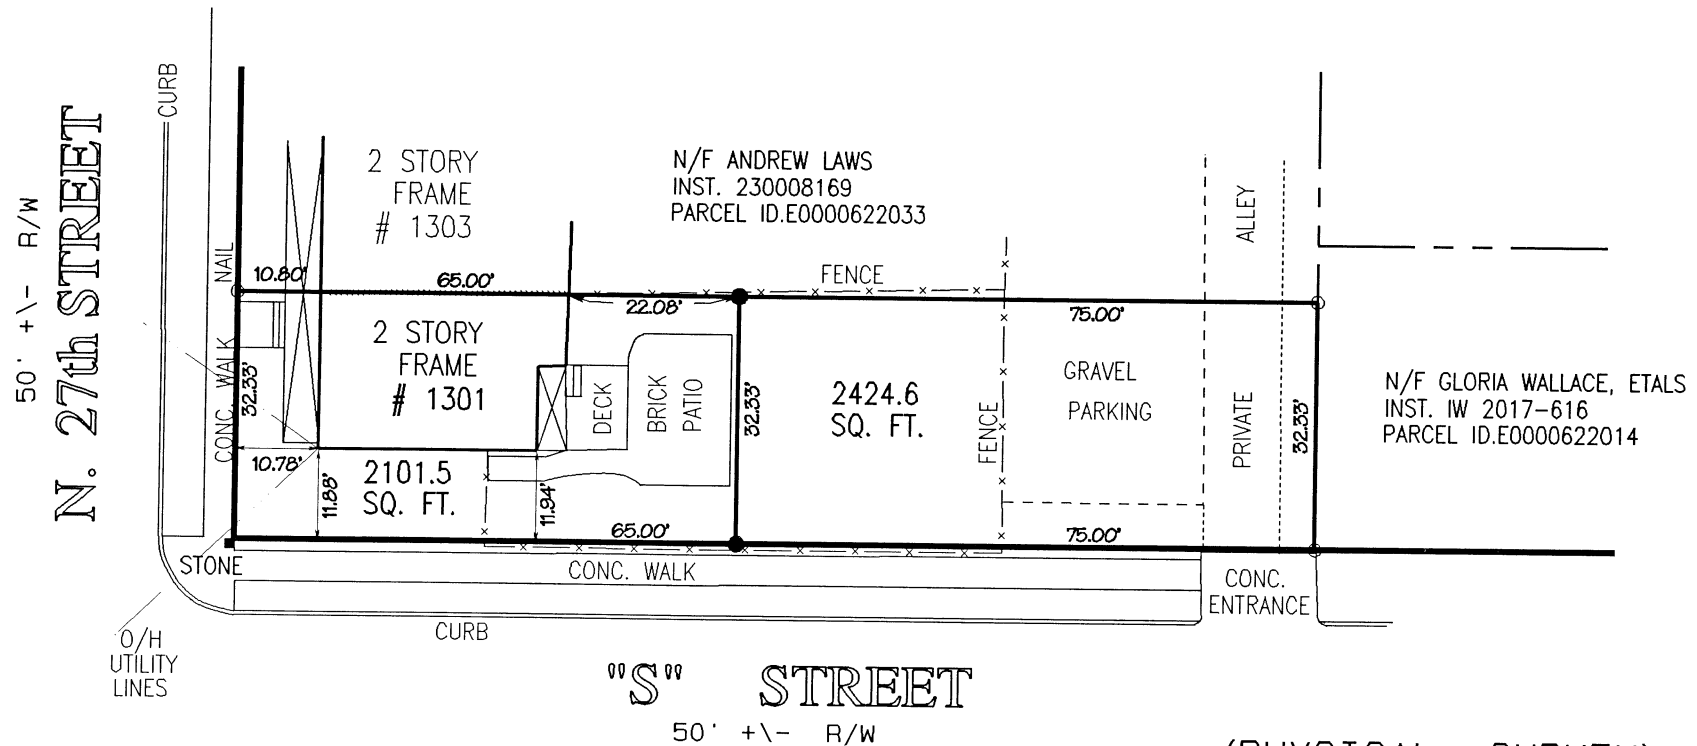 CURB
N. 27th STREET
50' +\- R/W
NAIL
CONC. WALK
2 STORY
FRAME
# 1303
N/F ANDREW LAWS
INST. 230008169
PARCEL ID.E0000622033
ALLEY
10.80'
65.00'
FENCE
22.08'
75.00'
2 STORY
FRAME
# 1301
32.33'
DECK
BRICK
PATIO
32.33'
2424.6
SQ. FT.
FENCE
GRAVEL
PARKING
PRIVATE
32.33'
N/F GLORIA WALLACE, ETALS
INST. IW 2017-616
PARCEL ID.E0000622014
10.78'
11.88'
2101.5
SQ. FT.
11.94'
65.00'
75.00'
STONE
CONC. WALK
CONC.
ENTRANCE
CURB
O/H
UTILITY
LINES
"S" STREET
50' +\- R/W
(PHYSICAL SURVEY)